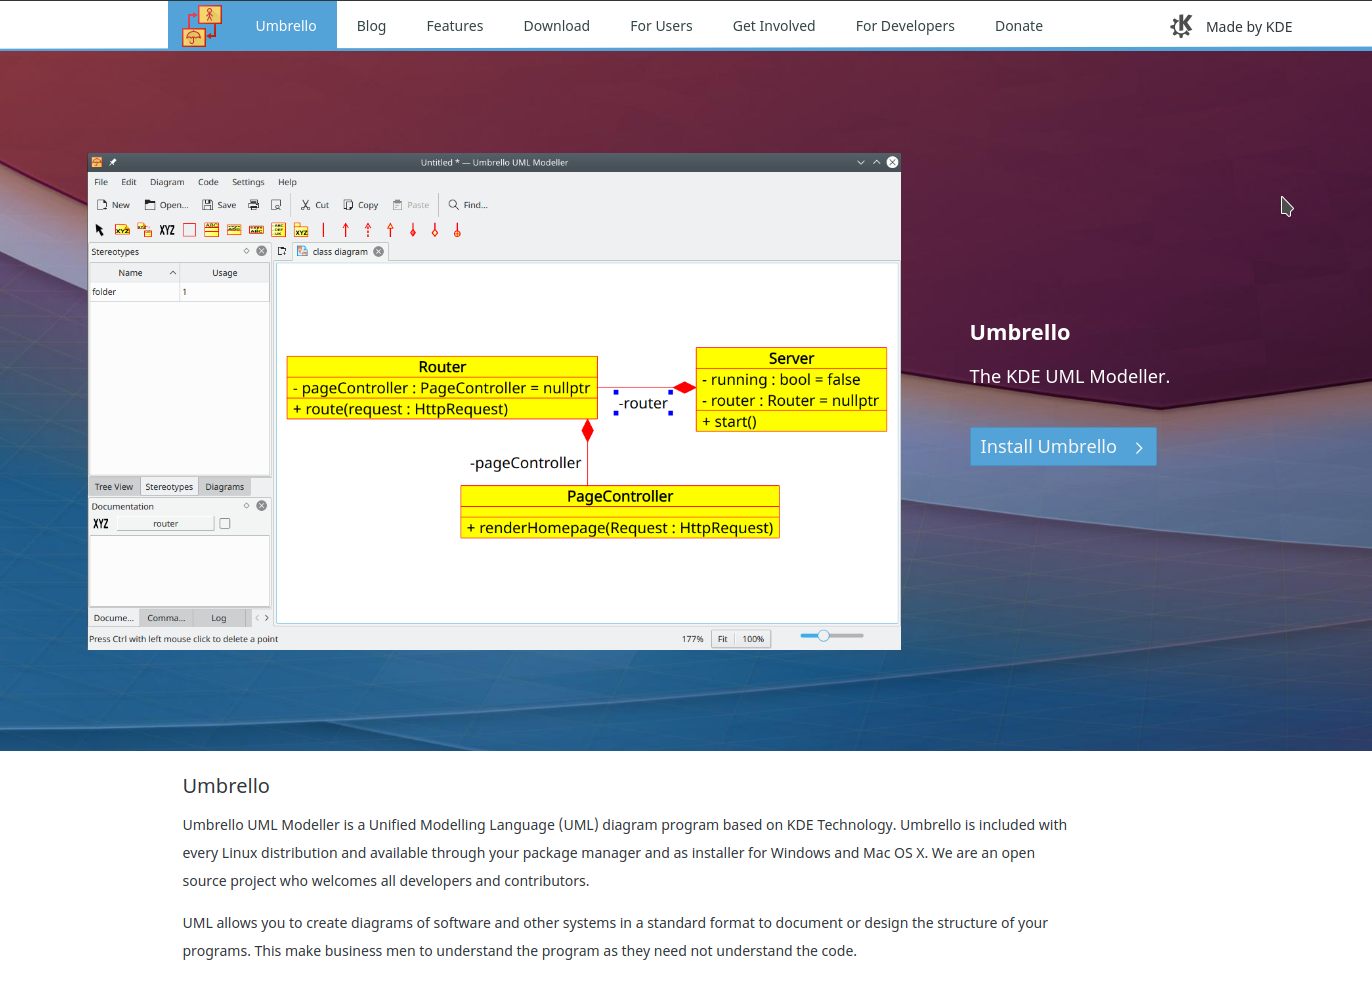 Umbrello Blog Features Download For Users Get Involved For Developers Donate Made by KDE
Untitled * — Umbrello UML Modeller
File Edit Diagram Code Settings Help
New Open... Save Cut Copy Paste Find...
XYZ
Stereotypes class diagram
Name Usage
folder 1
Router
- pageController : PageController = nullptr
+ route(request : HttpRequest)
-router
Server
- running : bool = false
- router : Router = nullptr
+ start()
-pageController
PageController
+ renderHomepage(Request : HttpRequest)
Tree View Stereotypes Diagrams
Documentation
XYZ router
Docume... Comma... Log
Press Ctrl with left mouse click to delete a point 177% Fit 100%
Umbrello
The KDE UML Modeller.
Install Umbrello
Umbrello
Umbrello UML Modeller is a Unified Modelling Language (UML) diagram program based on KDE Technology. Umbrello is included with
every Linux distribution and available through your package manager and as installer for Windows and Mac OS X. We are an open
source project who welcomes all developers and contributors.
UML allows you to create diagrams of software and other systems in a standard format to document or design the structure of your
programs. This make business men to understand the program as they need not understand the code.